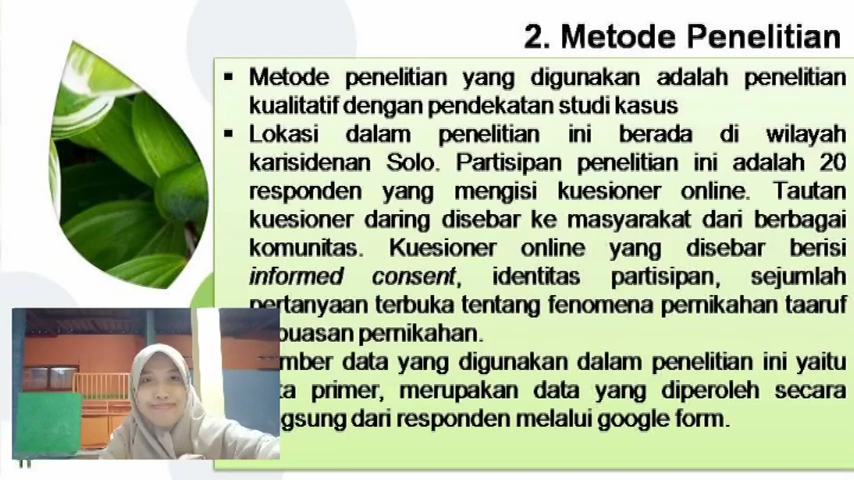 2. Metode Penelitian
▪ Metode penelitian yang digunakan adalah penelitian
kualitatif dengan pendekatan studi kasus
▪ Lokasi dalam penelitian ini berada di wilayah
karisidenan Solo. Partisipan penelitian ini adalah 20
responden yang mengisi kuesioner online. Tautan
kuesioner daring disebar ke masyarakat dari berbagai
komunitas. Kuesioner online yang disebar berisi
informed consent, identitas partisipan, sejumlah
pertanyaan terbuka tentang fenomena pernikahan taaruf
pernikahan.
data yang digunakan dalam penelitian ini yaitu
primer, merupakan data yang diperoleh secara
dari responden melalui google form.